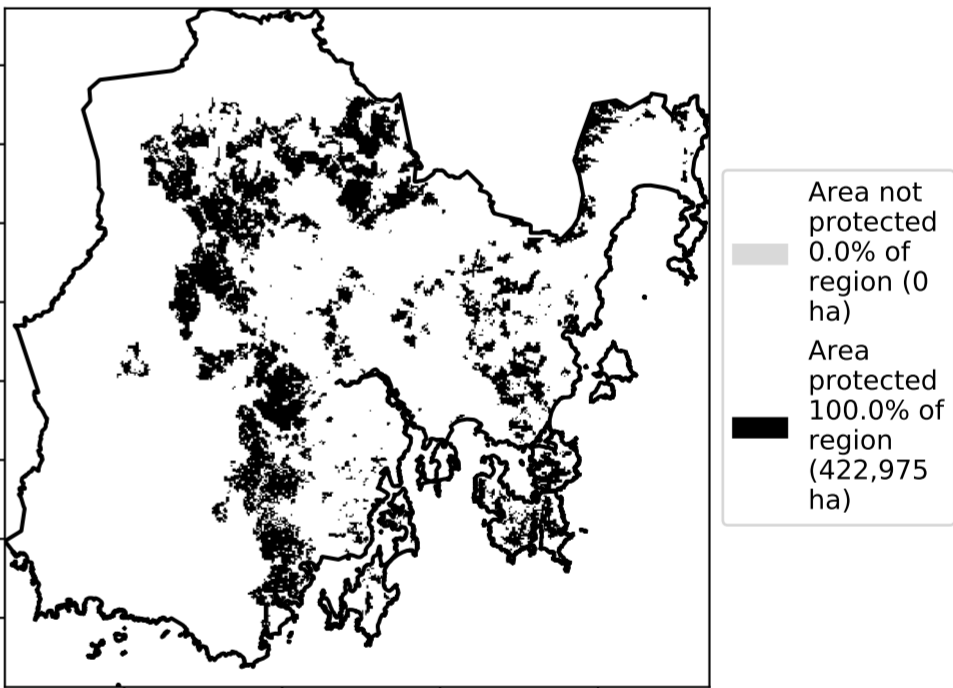 Area not
protected
0.0% of
region (0
ha)
Area
protected
100.0% of
region
(422,975
ha)